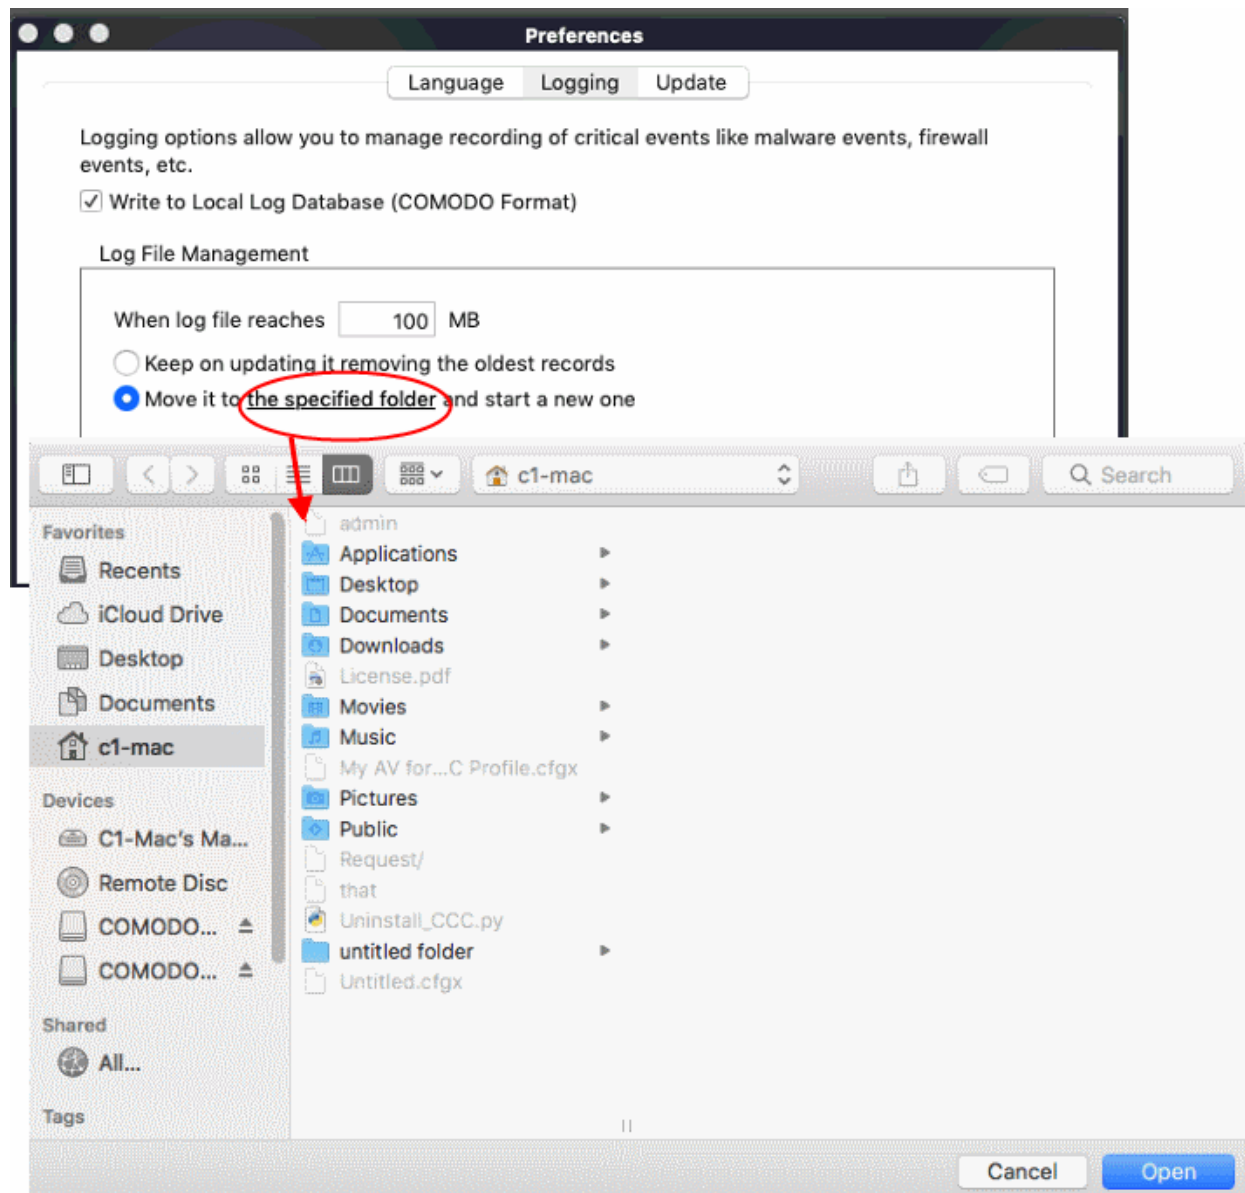 Preferences
Language Logging Update
Logging options allow you to manage recording of critical events like malware events, firewall
events, etc.
Write to Local Log Database (COMODO Format)
Log File Management
When log file reaches 100 MB
Keep on updating it removing the oldest records
Move it to the specified folder and start a new one
c1-mac
Search
Favorites
Recents
iCloud Drive
Desktop
Documents
c1-mac
Devices
C1-Mac's Ma...
Remote Disc
COMODO...
COMODO...
Shared
All...
Tags
admin
Applications
Desktop
Documents
Downloads
License.pdf
Movies
Music
My AV for...C Profile.cfgx
Pictures
Public
Request/
that
Uninstall_CCC.py
untitled folder
Untitled.cfgx
Cancel Open